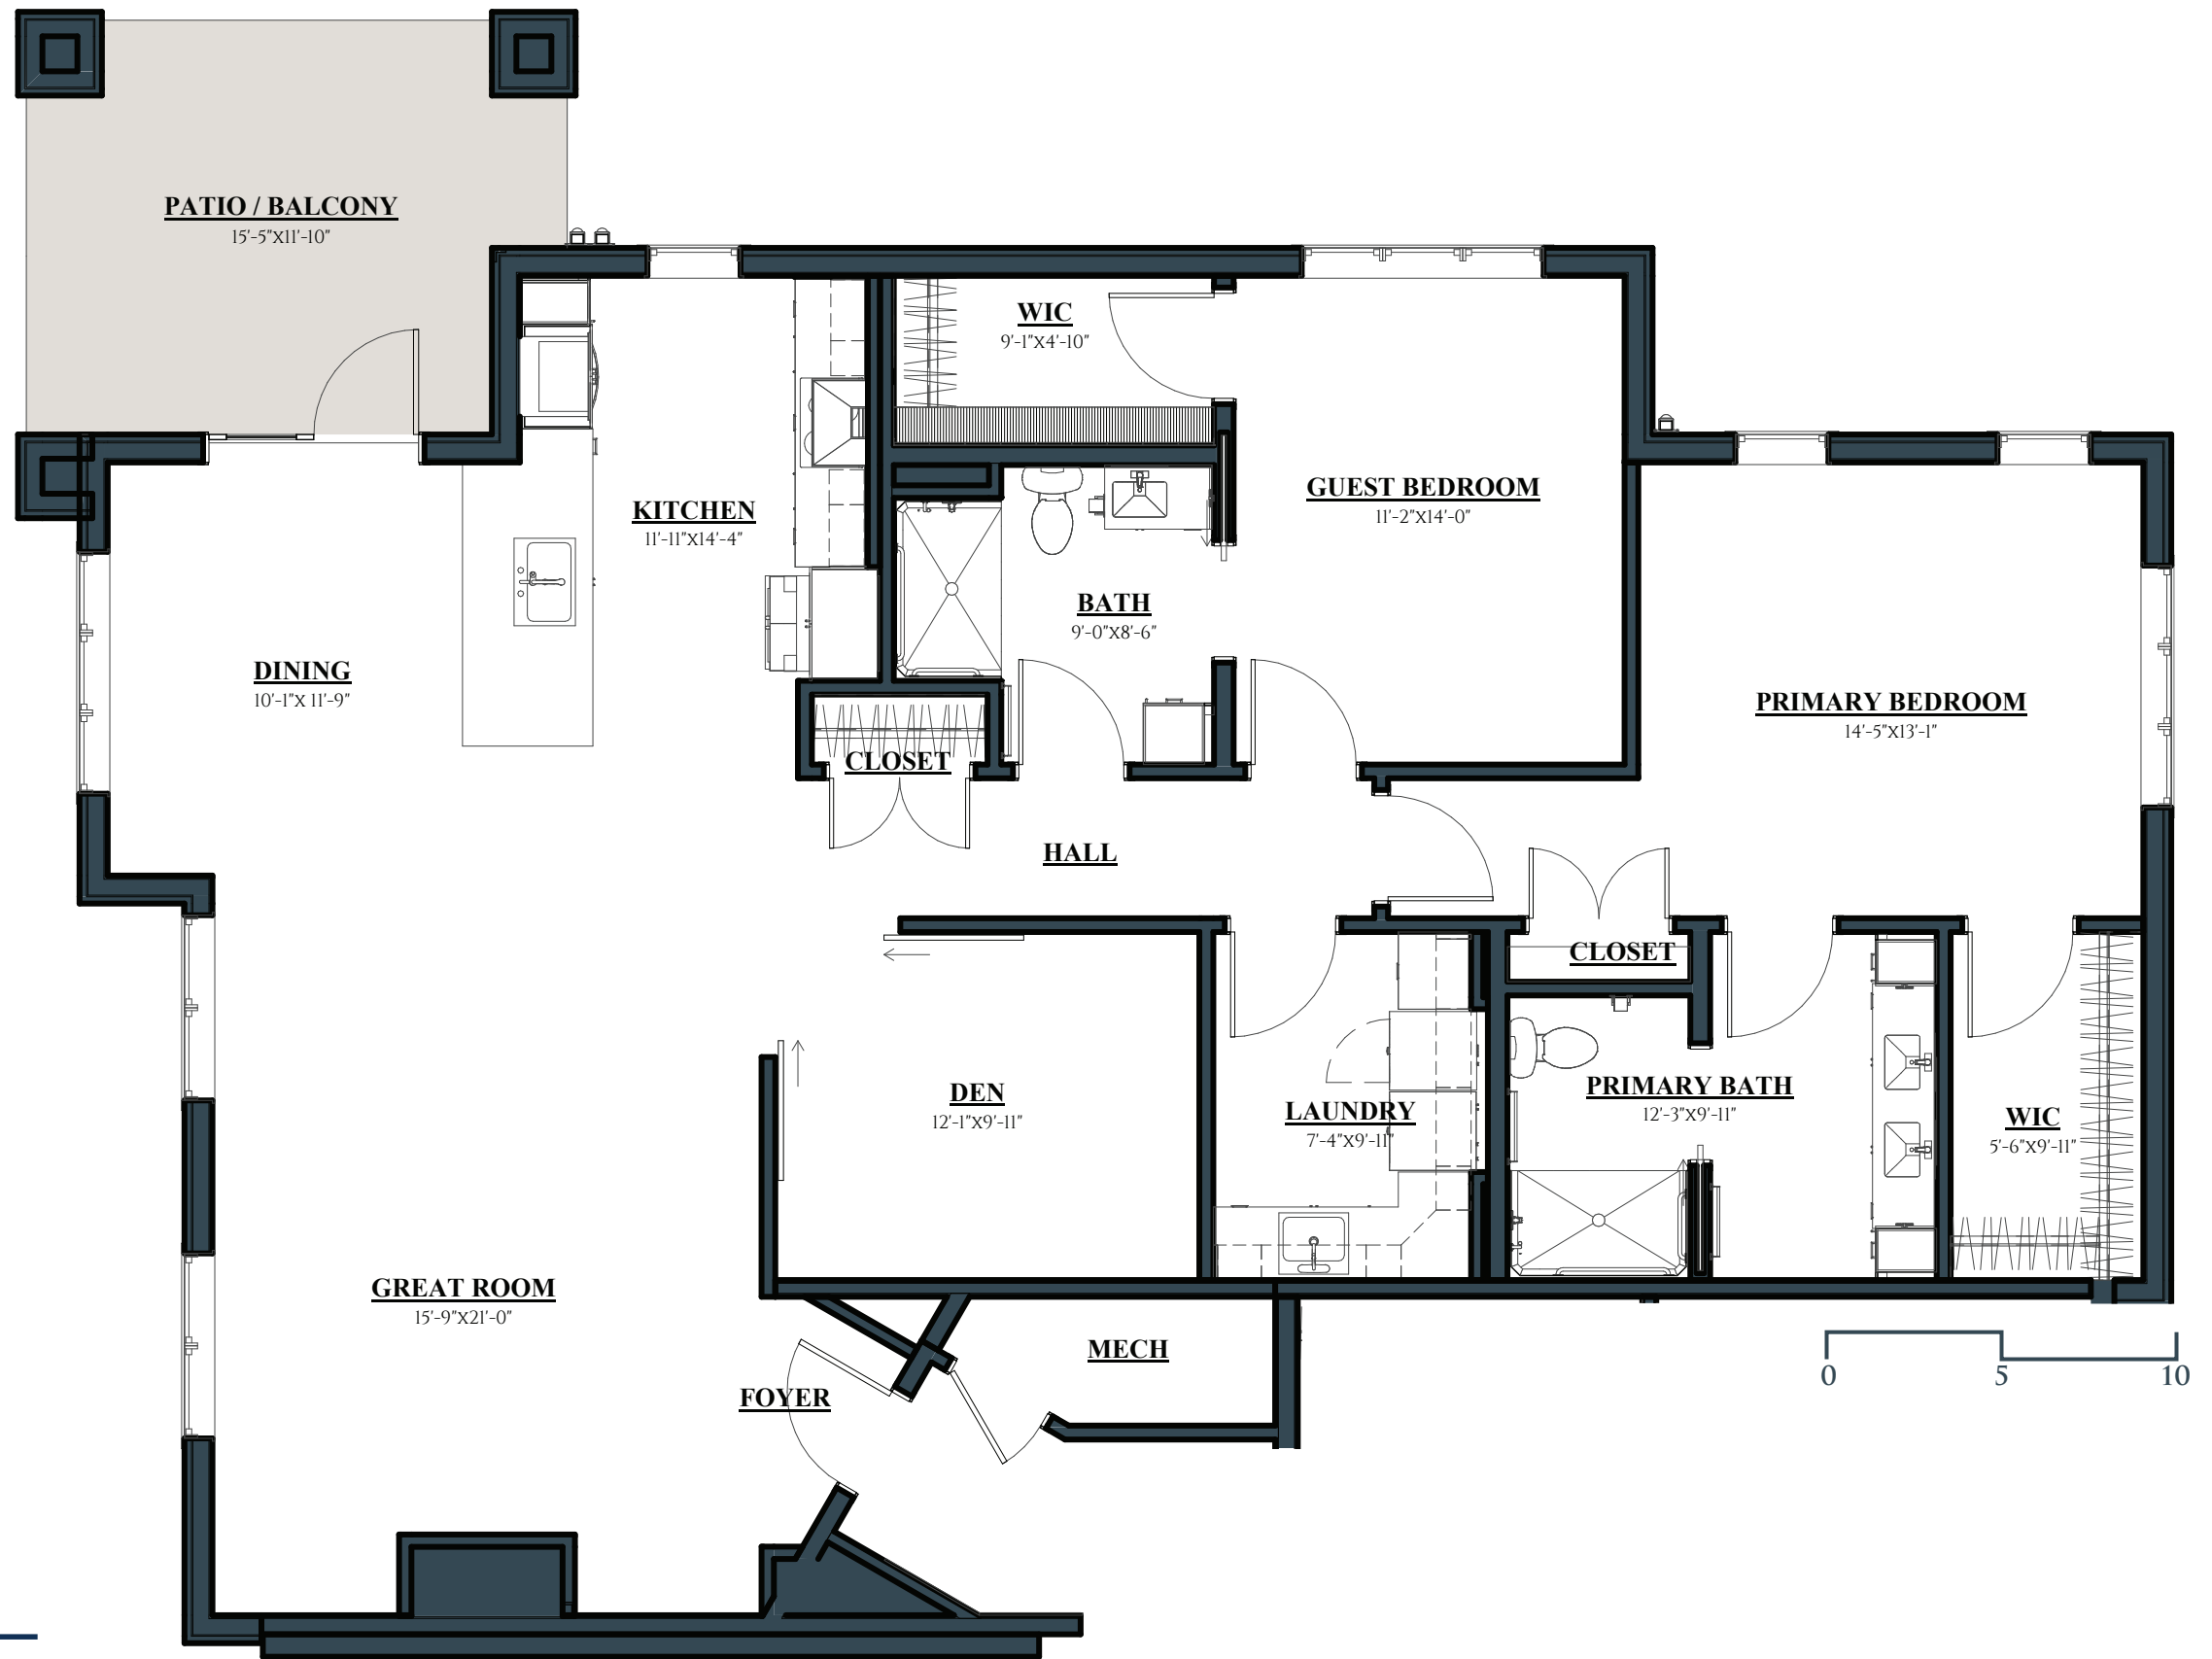 PATIO / BALCONY
15'-5"X11'-10"
WIC
9'-1"X4'-10"
KITCHEN
11'-11"X14'-4"
GUEST BEDROOM
11'-2"X14'-0"
BATH
9'-0"X8'-6"
DINING
10'-1"X 11'-9"
PRIMARY BEDROOM
14'-5"X13'-1"
CLOSET
HALL
CLOSET
DEN
12'-1"X9'-11"
LAUNDRY
7'-4"X9'-11"
PRIMARY BATH
12'-3"X9'-11"
WIC
5'-6"X9'-11"
GREAT ROOM
15'-9"X21'-0"
MECH
FOYER
0 5 10